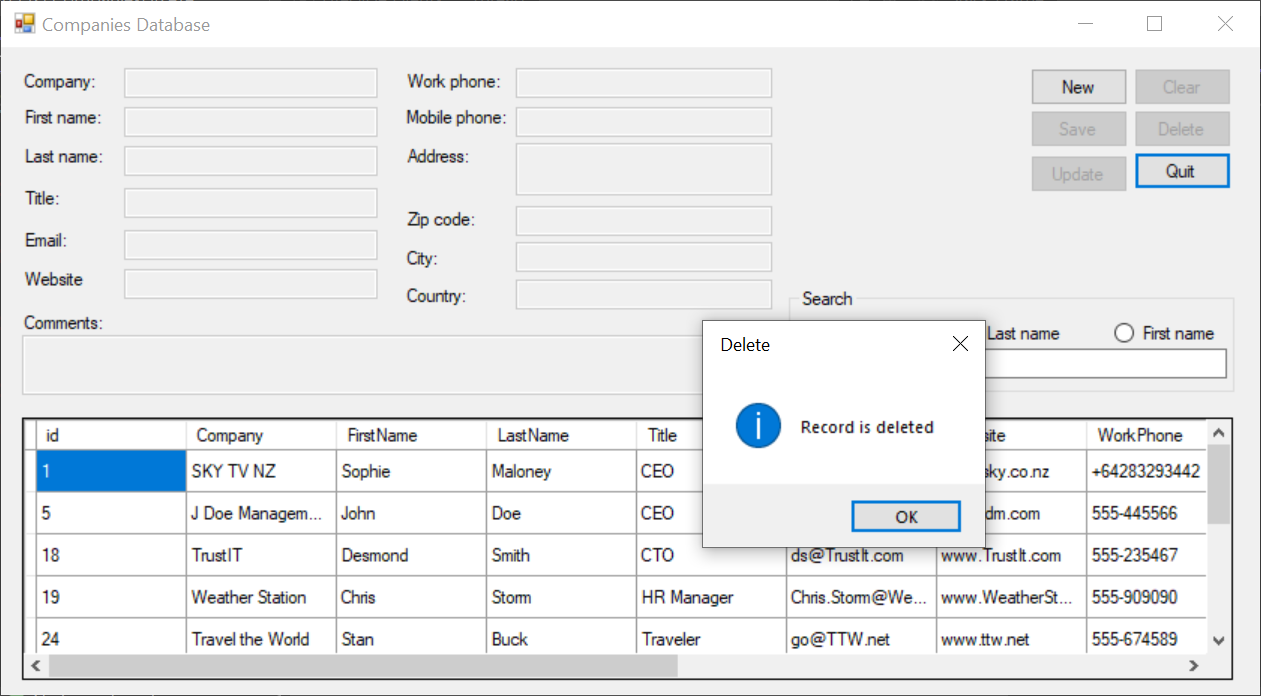 Companies Database
Company:
Work phone:
New
Clear
First name:
Mobile phone:
Save
Delete
Last name:
Address:
Update
Quit
Title:
Zip code:
Email:
City:
Website
Country:
Search
Comments:
Last name
First name
Delete
Record is deleted
OK
id Company FirstName LastName Title site WorkPhone
1 SKY TV NZ Sophie Maloney CEO sky.co.nz +64283293442
5 J Doe Managem... John Doe CEO dm.com 555-445566
18 TrustIT Desmond Smith CTO ds@TrustIt.com www.TrustIt.com 555-235467
19 Weather Station Chris Storm HR Manager Chris.Storm@We... www.WeatherSt... 555-909090
24 Travel the World Stan Buck Traveler go@TTW.net www.ttw.net 555-674589